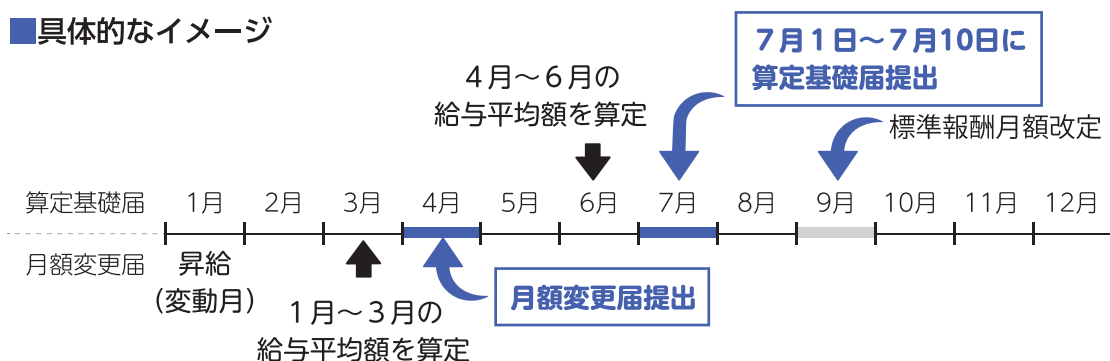 ■具体的なイメージ
７月１日～７月10日に
算定基礎届提出
４月～６月の
給与平均額を算定
標準報酬月額改定
算定基礎届 1月 2月 3月 4月 5月 6月 7月 8月 9月 10月 11月 12月
月額変更届
昇給
（変動月）
月額変更届提出
１月～３月の
給与平均額を算定